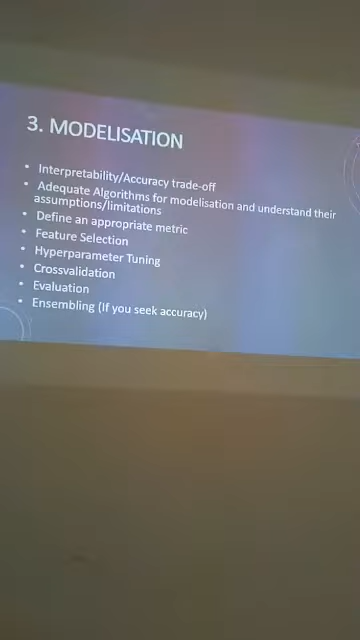 3. MODELISATION
• Interpretability/Accuracy trade-off
• Adequate Algorithms for modelisation and understand their
assumptions/limitations
• Define an appropriate metric
• Feature Selection
• Hyperparameter Tuning
• Crossvalidation
• Evaluation
• Ensembling (If you seek accuracy)